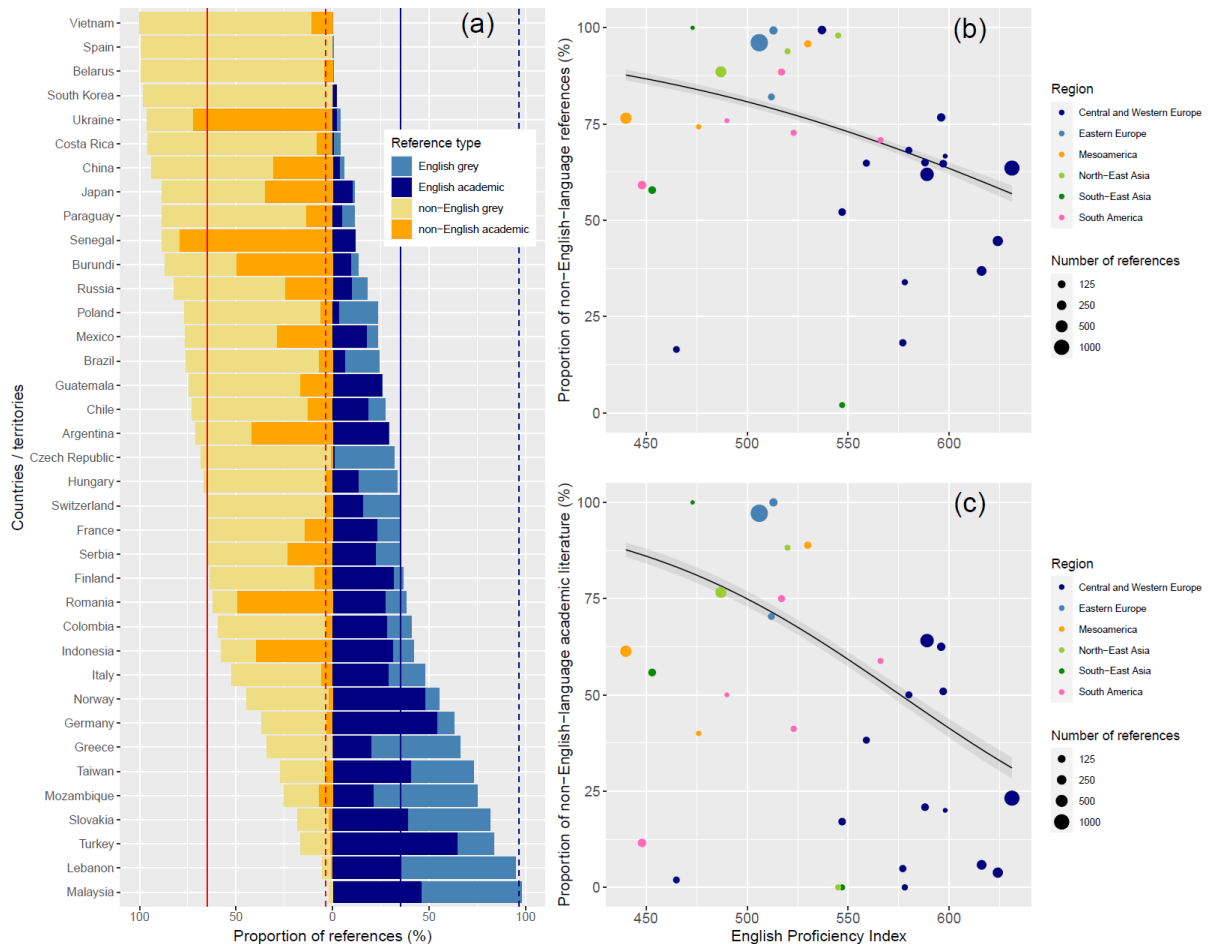 (a)
Countries / territories
Vietnam
Spain
Belarus
South Korea
Ukraine
Costa Rica
China
Japan
Paraguay
Senegal
Burundi
Russia
Poland
Mexico
Brazil
Guatemala
Chile
Argentina
Czech Republic
Hungary
Switzerland
France
Serbia
Finland
Romania
Colombia
Indonesia
Italy
Norway
Germany
Greece
Taiwan
Mozambique
Slovakia
Turkey
Lebanon
Malaysia
100 50 0 50 100
Proportion of references (%)
Reference type
English grey
English academic
non-English grey
non-English academic
(b)
Proportion of non−English−language references (%)
100
75
50
25
0
450 500 550 600
Region
Central and Western Europe
Eastern Europe
Mesoamerica
North−East Asia
South−East Asia
South America
Number of references
125
250
500
1000
(c)
Proportion of non−English−language academic literature (%)
100
75
50
25
0
450 500 550 600
English Proficiency Index
Region
Central and Western Europe
Eastern Europe
Mesoamerica
North−East Asia
South−East Asia
South America
Number of references
125
250
500
1000